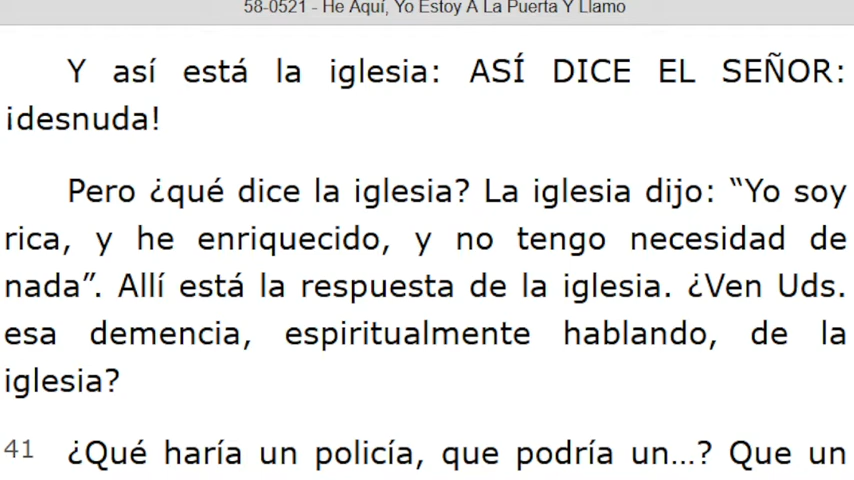 58-0521 - He Aquí, Yo Estoy A La Puerta Y Llamo
Y así está la iglesia: ASÍ DICE EL SEÑOR:
¡desnuda!
Pero ¿qué dice la iglesia? La iglesia dijo: “Yo soy
rica, y he enriquecido, y no tengo necesidad de
nada”. Allí está la respuesta de la iglesia. ¿Ven Uds.
esa demencia, espiritualmente hablando, de la
iglesia?
41 ¿Qué haría un policía, que podría un...? Que un